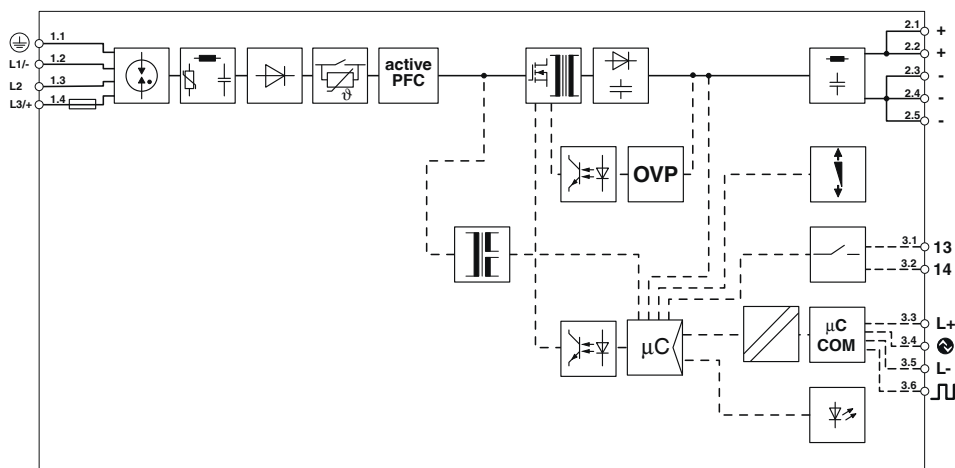 1.1
L1/- 1.2
L2 1.3
L3/+ 1.4
active
PFC
ϑ
2.1 +
2.2 +
2.3 -
2.4 -
2.5 -
OVP
3.1 13
3.2 14
µC
µC
COM
3.3 L+
3.4
3.5 L-
3.6